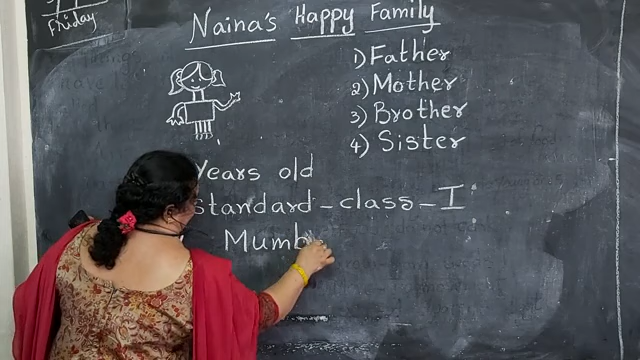 Friday
Naina's Happy Family
1) Father
2) Mother
3) Brother
4) Sister
Years old
Standard - class - I
Mumb